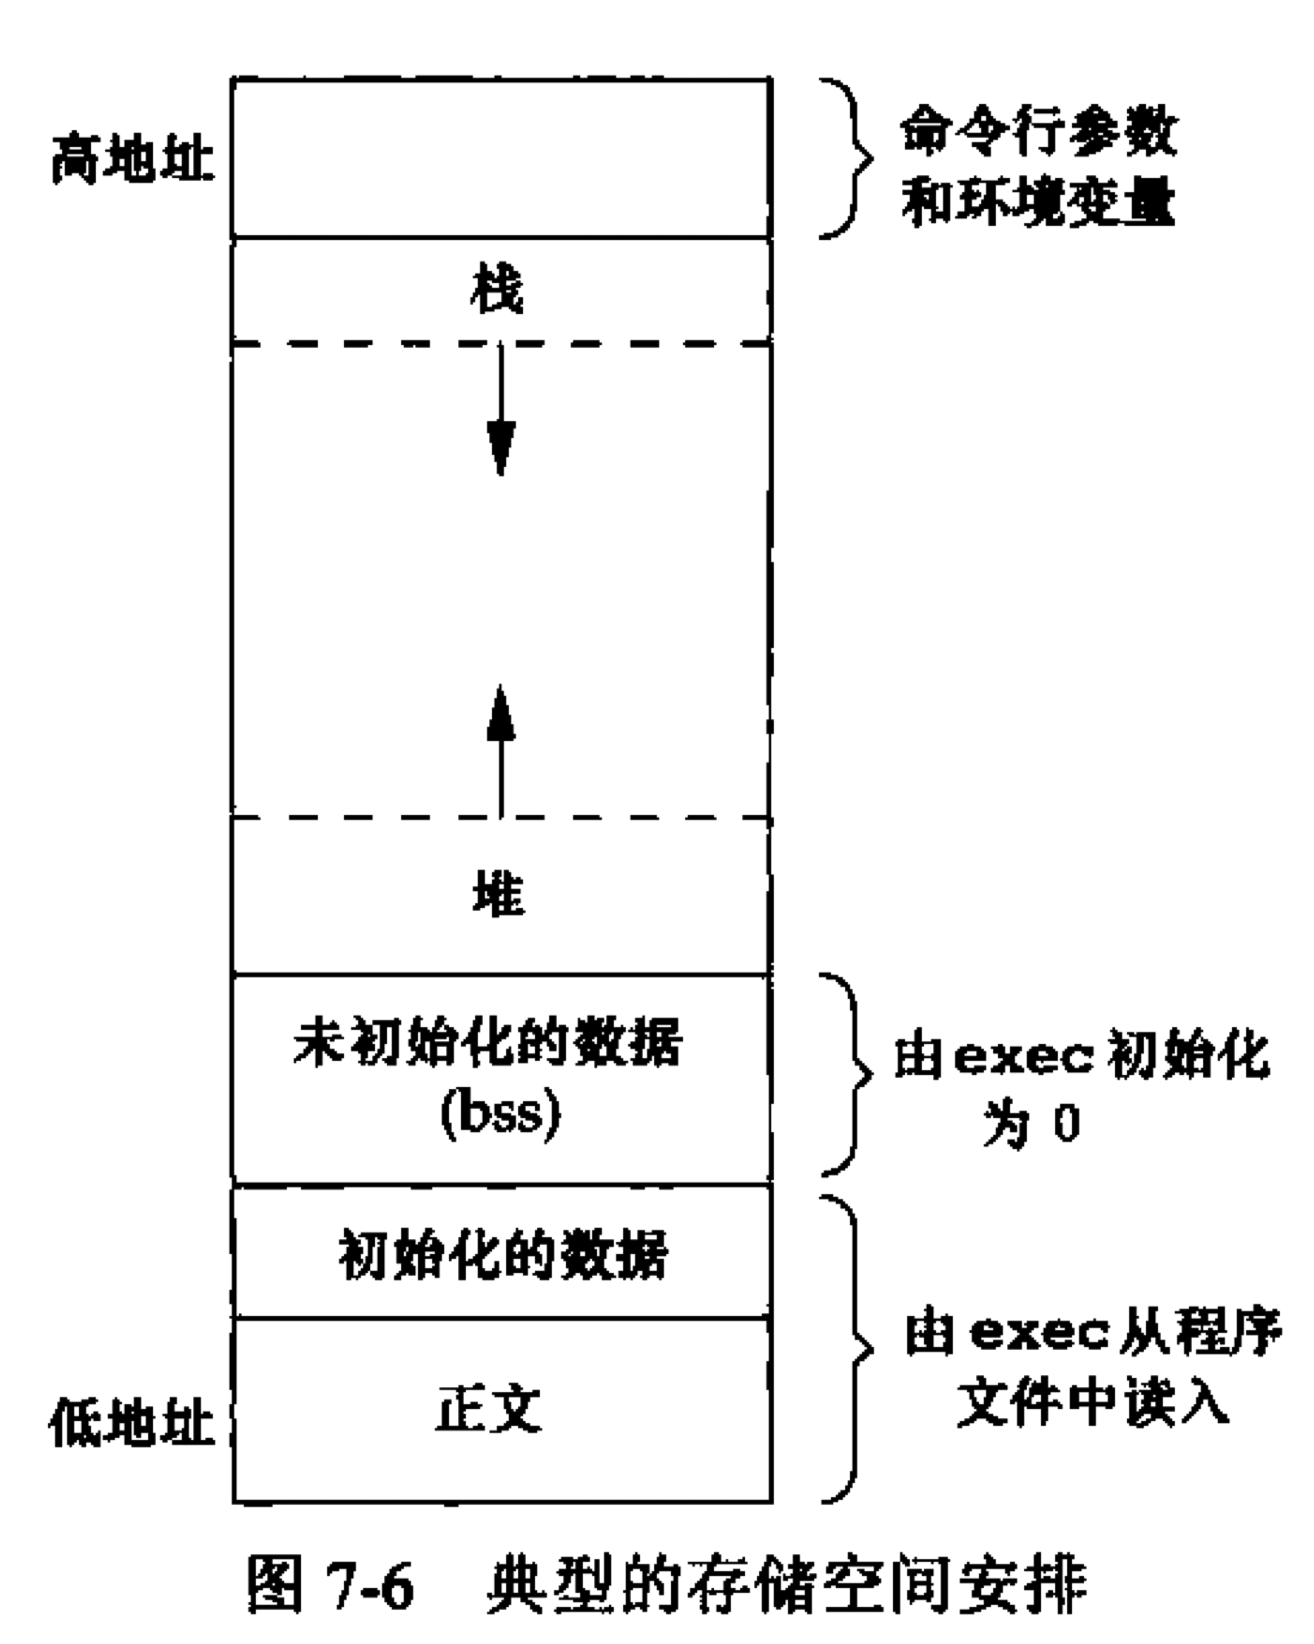 高地址
命令行参数
和环境变量
栈
堆
未初始化的数据
(bss)
由exec初始化
为 0
初始化的数据
由exec从程序
文件中读入
正文
低地址
图 7-6 典型的存储空间安排